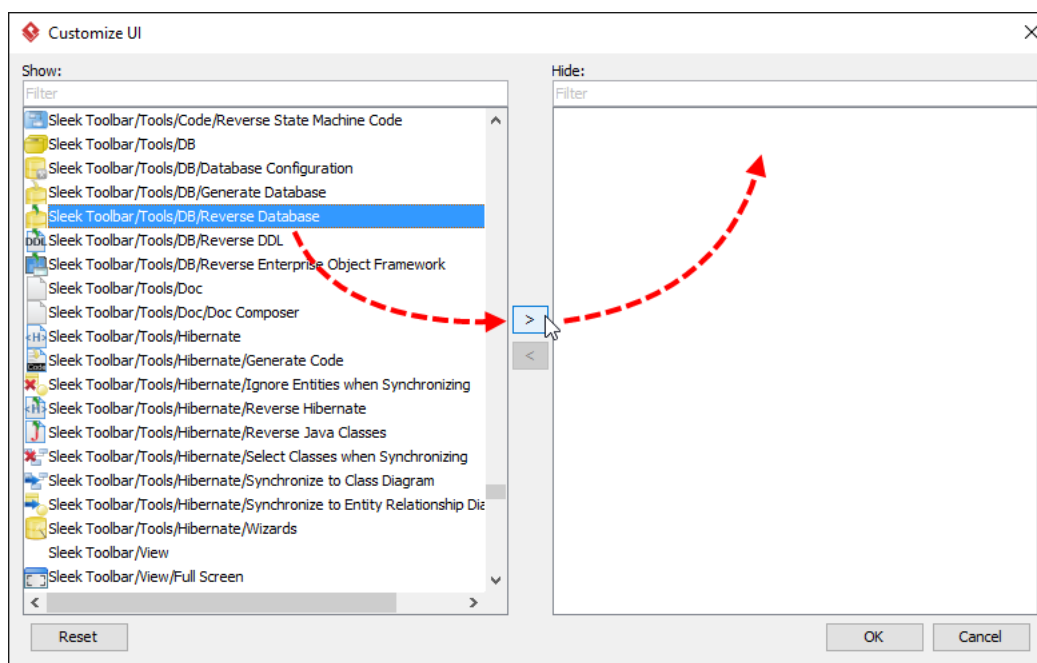 Customize UI
Show:
Hide:
Filter
Filter
Sleek Toolbar/Tools/Code/Reverse State Machine Code
Sleek Toolbar/Tools/DB
Sleek Toolbar/Tools/DB/Database Configuration
Sleek Toolbar/Tools/DB/Generate Database
Sleek Toolbar/Tools/DB/Reverse Database
DDL Sleek Toolbar/Tools/DB/Reverse DDL
Sleek Toolbar/Tools/DB/Reverse Enterprise Object Framework
Sleek Toolbar/Tools/Doc
Sleek Toolbar/Tools/Doc/Doc Composer
>
<H> Sleek Toolbar/Tools/Hibernate
<
Code Sleek Toolbar/Tools/Hibernate/Generate Code
Sleek Toolbar/Tools/Hibernate/Ignore Entities when Synchronizing
<H> Sleek Toolbar/Tools/Hibernate/Reverse Hibernate
Sleek Toolbar/Tools/Hibernate/Reverse Java Classes
Sleek Toolbar/Tools/Hibernate/Select Classes when Synchronizing
Sleek Toolbar/Tools/Hibernate/Synchronize to Class Diagram
Sleek Toolbar/Tools/Hibernate/Synchronize to Entity Relationship Dia
Sleek Toolbar/Tools/Hibernate/Wizards
Sleek Toolbar/View
Sleek Toolbar/View/Full Screen
Reset
OK
Cancel